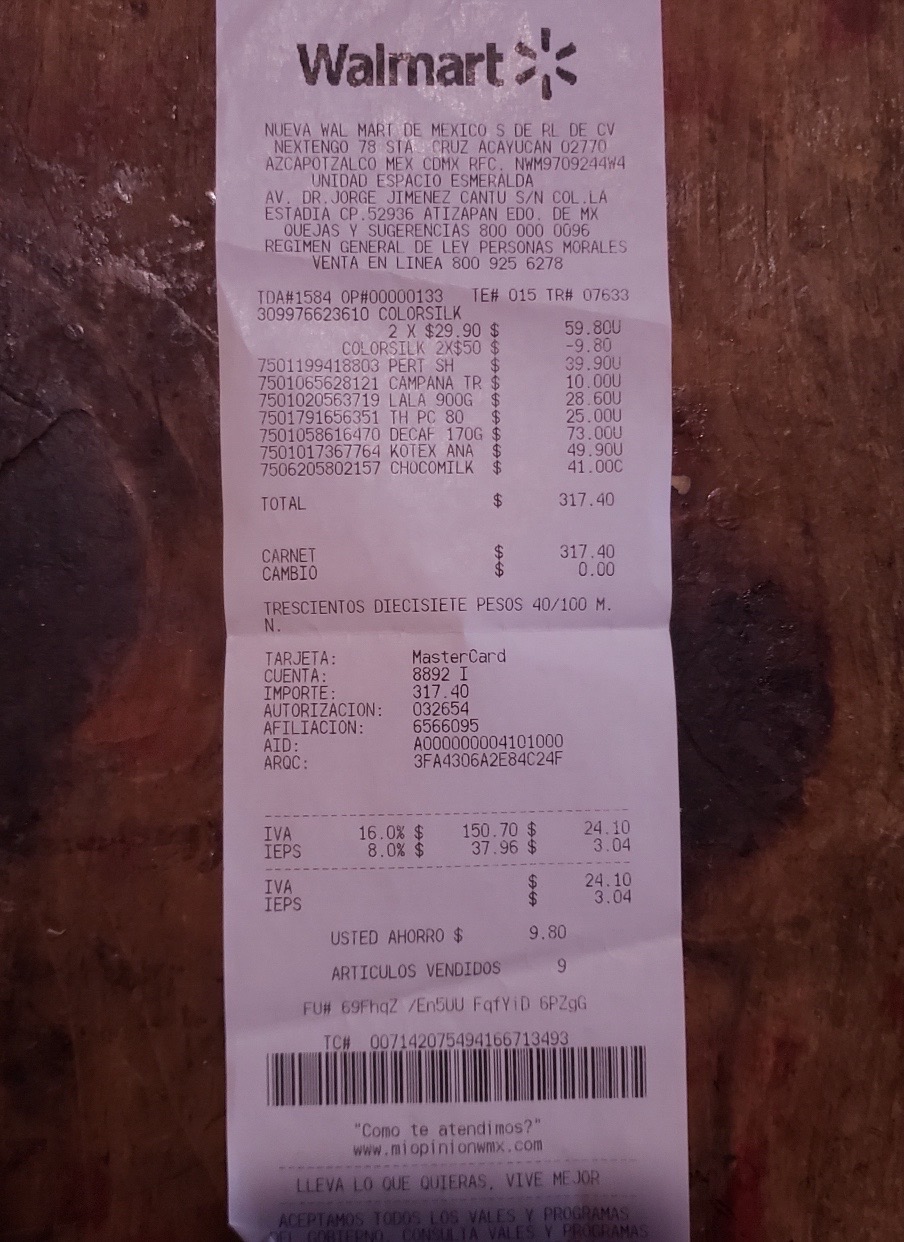 Walmart
NUEVA WAL MART DE MEXICO S DE RL DE CV
NEXTENGO 78 STA CRUZ ACAYUCAN 02770
AZCAPOTZALCO MEX CDMX RFC. NWM9709244W4
UNIDAD ESPACIO ESMERALDA
AV. DR.JORGE JIMENEZ CANTU S/N COL.LA
ESTADIA CP.52936 ATIZAPAN EDO. DE MX
QUEJAS Y SUGERENCIAS 800 000 0096
REGIMEN GENERAL DE LEY PERSONAS MORALES
VENTA EN LINEA 800 925 6278
TDA#1584 OP#00000133 TE# 015 TR# 07633
309976623610 COLORSILK
2 X $29.90 $ 59.80U
COLORSILK 2X$50 $ -9.80
7501199418803 PERT SH $ 39.90U
7501065628121 CAMPANA TR $ 10.00U
7501020563719 LALA 900G $ 28.60U
7501791656351 TH PC 80 $ 25.00U
7501058616470 DECAF 170G $ 73.00U
7501017367764 KOTEX ANA $ 49.90U
7506205802157 CHOCOMILK $ 41.00C
TOTAL $ 317.40
CARNET $ 317.40
CAMBIO $ 0.00
TRESCIENTOS DIECISIETE PESOS 40/100 M.
N.
TARJETA: MasterCard
CUENTA: 8892 I
IMPORTE: 317.40
AUTORIZACION: 032654
AFILIACION: 6566095
AID: A000000004101000
ARQC: 3FA4306A2E84C24F
IVA 16.0% $ 150.70 $ 24.10
IEPS 8.0% $ 37.96 $ 3.04
IVA $ 24.10
IEPS $ 3.04
USTED AHORRO $ 9.80
ARTICULOS VENDIDOS 9
FU# 69FhqZ /En5UU FqfYiD 6PZgG
TC# 00714207549416671​3493
"Como te atendimos?"
www.miopinionwmx.com
LLEVA LO QUE QUIERAS, VIVE MEJOR
ACEPTAMOS TODOS LOS VALES Y PROGRAMAS
DEL GOBIERNO, CONSULTA VALES Y PROGRAMAS